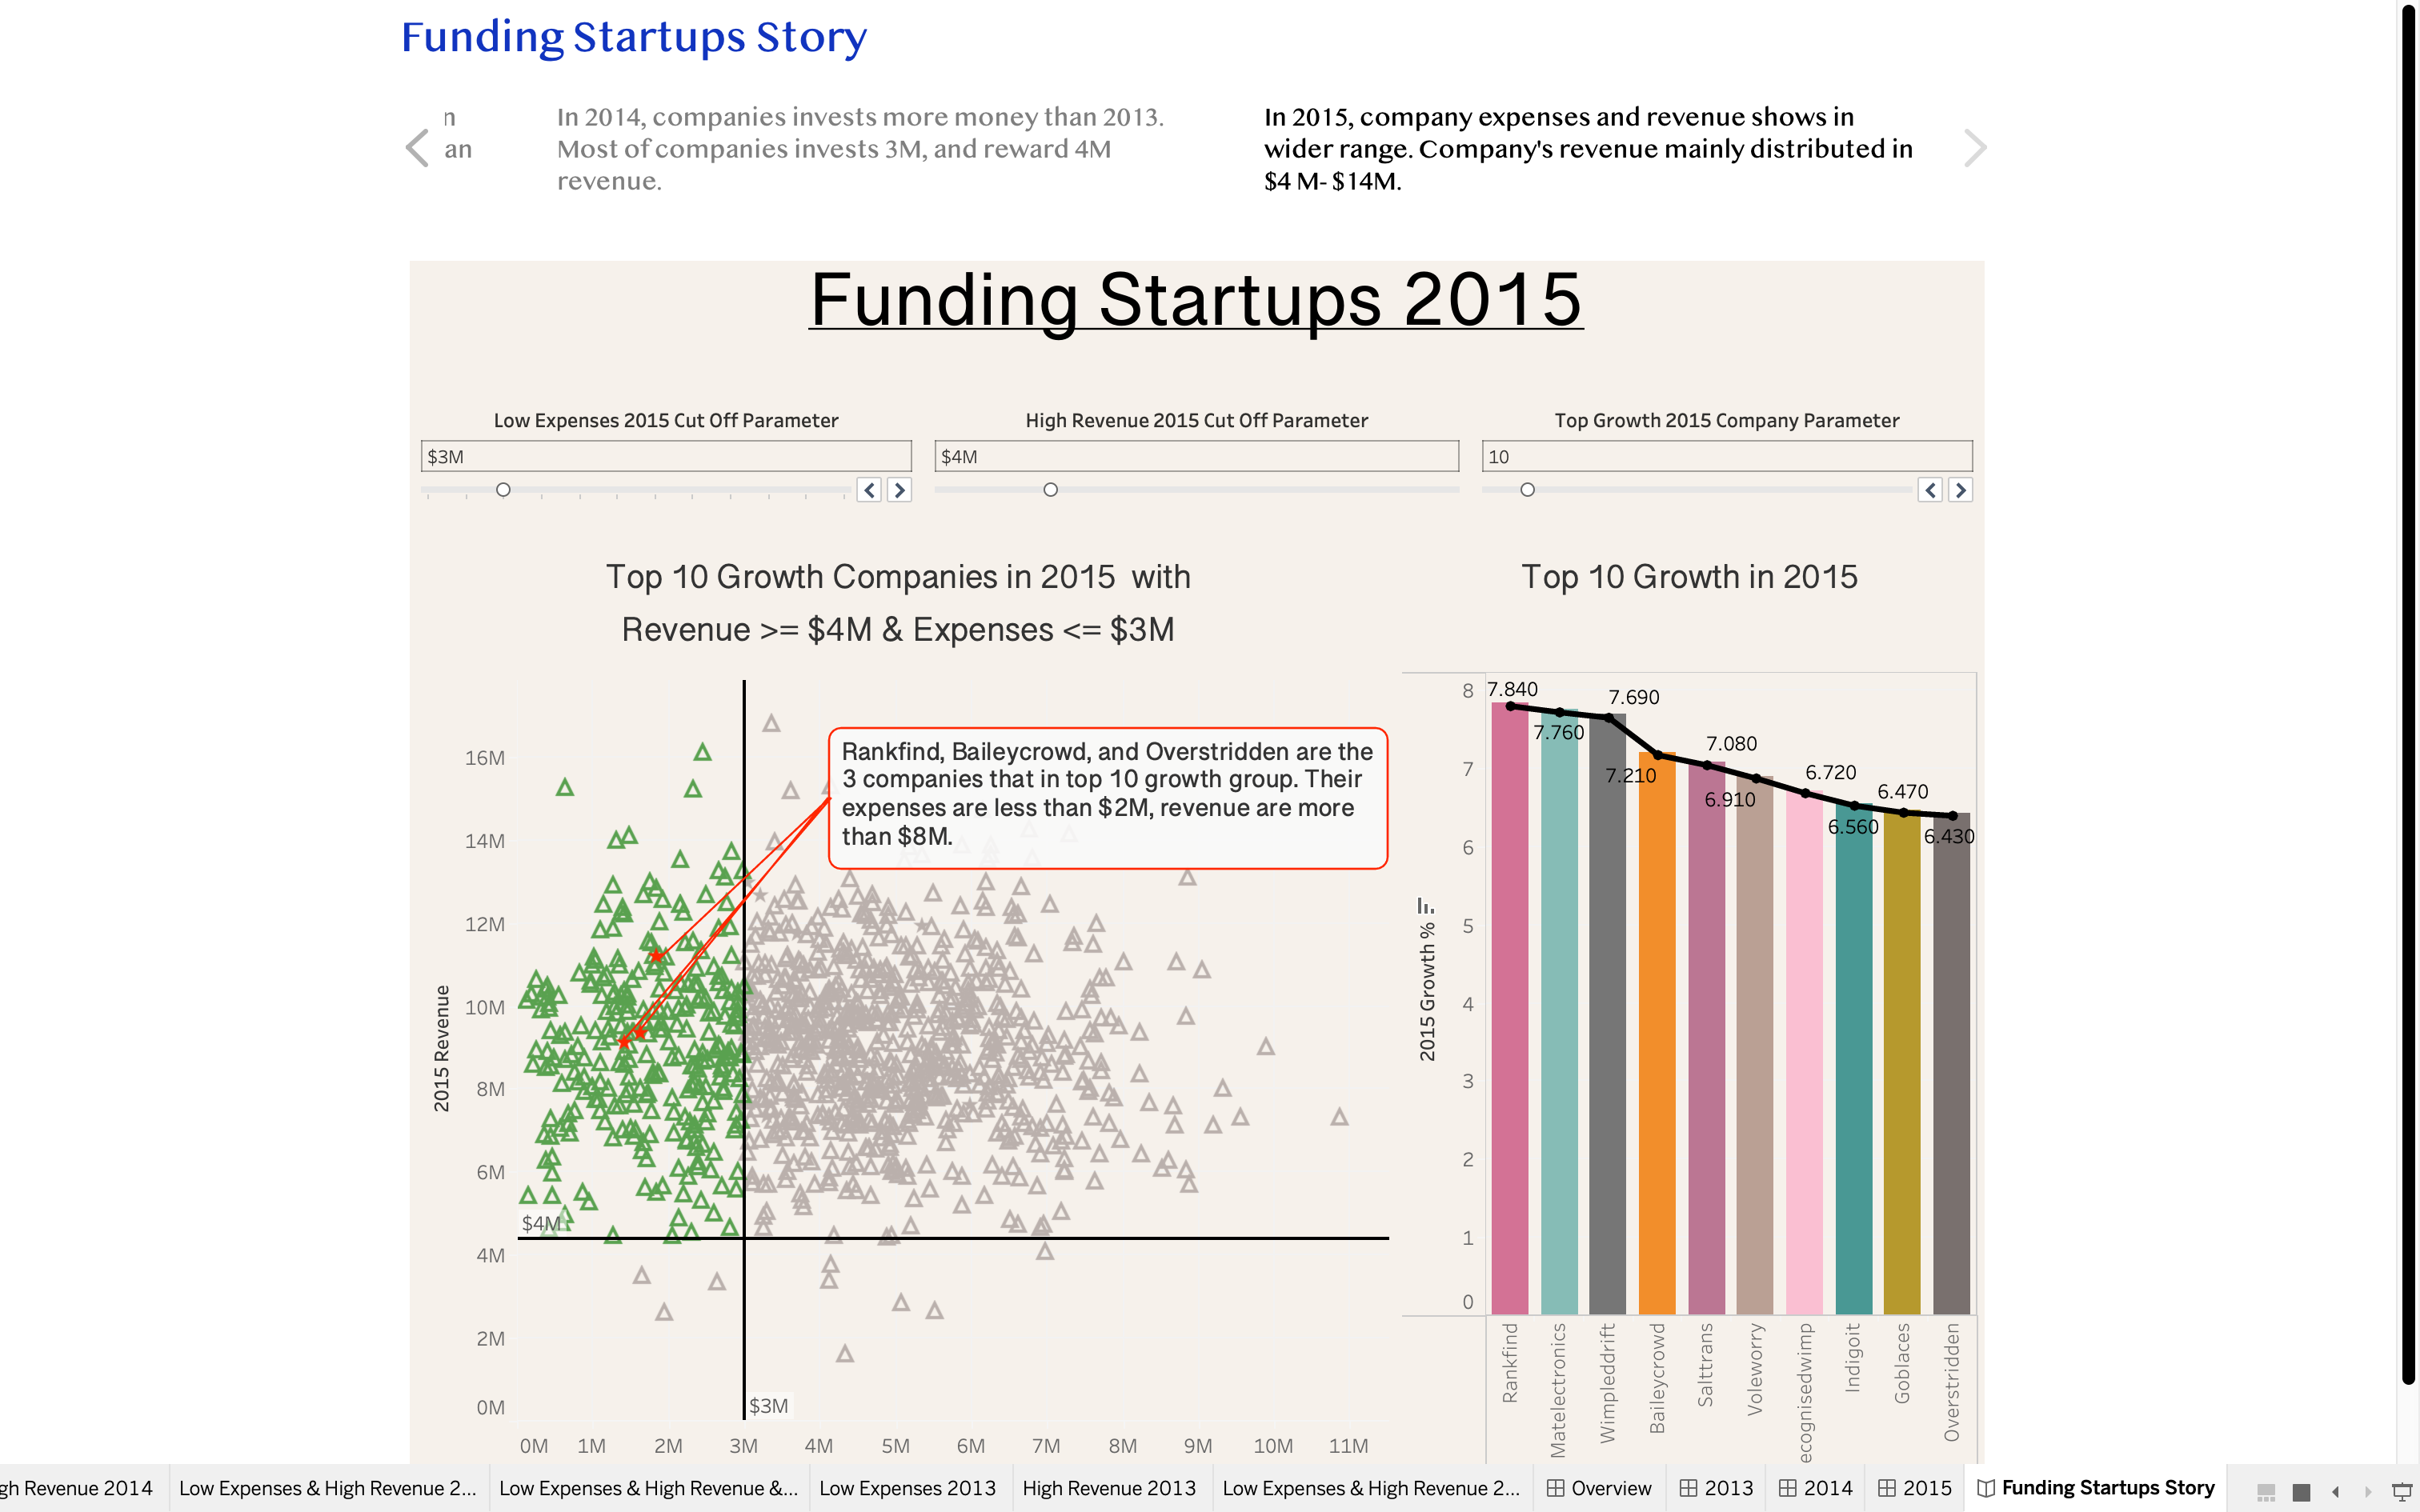 Funding Startups Story
n
an
In 2014, companies invests more money than 2013.
Most of companies invests 3M, and reward 4M
revenue.
In 2015, company expenses and revenue shows in
wider range. Company's revenue mainly distributed in
$4 M- $14M.
Funding Startups 2015
Low Expenses 2015 Cut Off Parameter
$3M
High Revenue 2015 Cut Off Parameter
$4M
Top Growth 2015 Company Parameter
10
Top 10 Growth Companies in 2015 with
Revenue >= $4M & Expenses <= $3M
2015 Revenue
16M
14M
12M
10M
8M
6M
4M
2M
0M
$4M
$3M
Rankfind, Baileycrowd, and Overstridden are the
3 companies that in top 10 growth group. Their
expenses are less than $2M, revenue are more
than $8M.
0M 1M 2M 3M 4M 5M 6M 7M 8M 9M 10M 11M
Top 10 Growth in 2015
2015 Growth %
8
7
6
5
4
3
2
1
0
7.840
7.760
7.690
7.210
7.080
6.910
6.720
6.560
6.470
6.430
Rankfind
Matelectronics
Wimpleddrift
Baileycrowd
Salttrans
Voleworry
ecognisedwimp
Indigoit
Goblaces
Overstridden
gh Revenue 2014
Low Expenses & High Revenue 2...
Low Expenses & High Revenue &...
Low Expenses 2013
High Revenue 2013
Low Expenses & High Revenue 2...
Overview
2013
2014
2015
Funding Startups Story